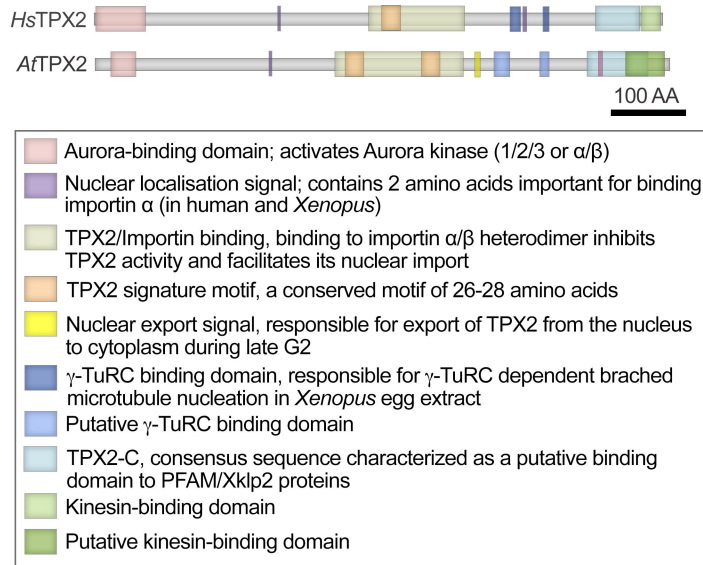 HsTPX2
AtTPX2
100 AA
Aurora-binding domain; activates Aurora kinase (1/2/3 or α/β)
Nuclear localisation signal; contains 2 amino acids important for binding
importin α (in human and Xenopus)
TPX2/Importin binding, binding to importin α/β heterodimer inhibits
TPX2 activity and facilitates its nuclear import
TPX2 signature motif, a conserved motif of 26-28 amino acids
Nuclear export signal, responsible for export of TPX2 from the nucleus
to cytoplasm during late G2
γ-TuRC binding domain, responsible for γ-TuRC dependent brached
microtubule nucleation in Xenopus egg extract
Putative γ-TuRC binding domain
TPX2-C, consensus sequence characterized as a putative binding
domain to PFAM/Xklp2 proteins
Kinesin-binding domain
Putative kinesin-binding domain